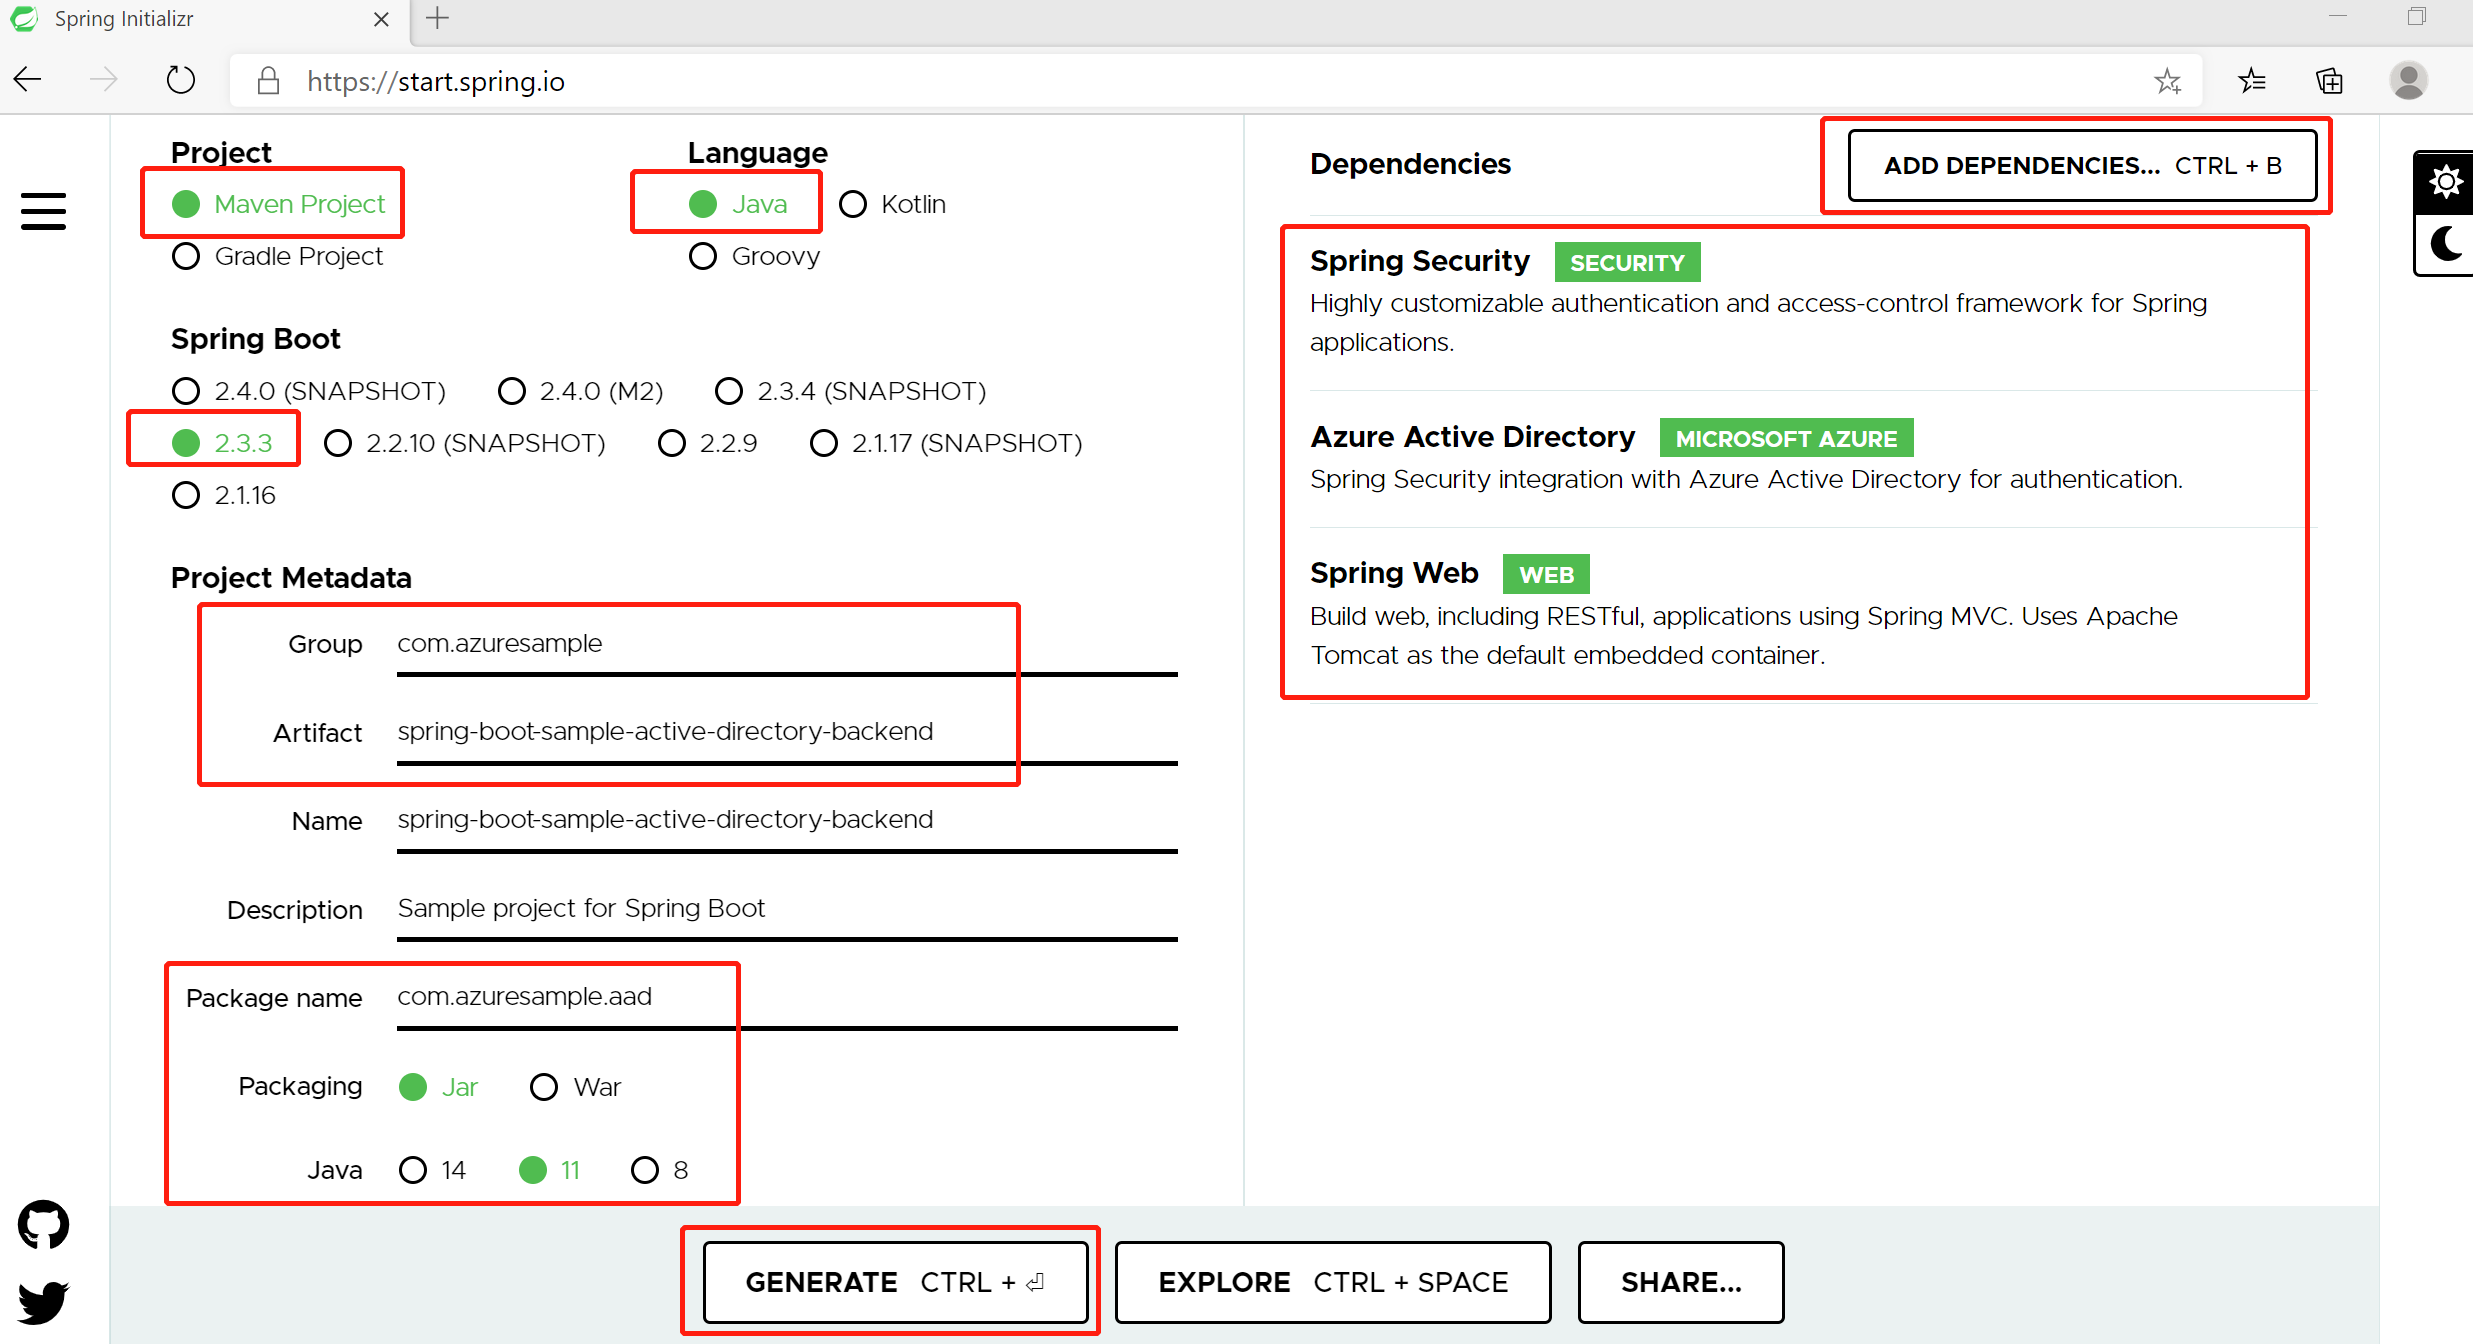 Spring Initializr
https://start.spring.io
Project
Maven Project
Gradle Project
Language
Java Kotlin
Groovy
Spring Boot
2.4.0 (SNAPSHOT) 2.4.0 (M2) 2.3.4 (SNAPSHOT)
2.3.3 2.2.10 (SNAPSHOT) 2.2.9 2.1.17 (SNAPSHOT)
2.1.16
Project Metadata
Group com.azuresample
Artifact spring-boot-sample-active-directory-backend
Name spring-boot-sample-active-directory-backend
Description Sample project for Spring Boot
Package name com.azuresample.aad
Packaging Jar War
Java 14 11 8
Dependencies
ADD DEPENDENCIES... CTRL + B
Spring Security SECURITY
Highly customizable authentication and access-control framework for Spring
applications.
Azure Active Directory MICROSOFT AZURE
Spring Security integration with Azure Active Directory for authentication.
Spring Web WEB
Build web, including RESTful, applications using Spring MVC. Uses Apache
Tomcat as the default embedded container.
GENERATE CTRL + ⏎
EXPLORE CTRL + SPACE
SHARE...